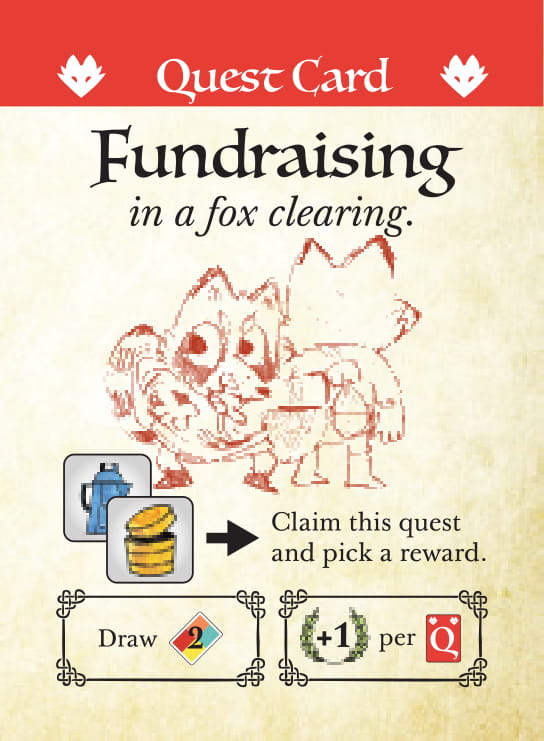 Quest Card
Fundraising
in a fox clearing.
Claim this quest
and pick a reward.
Draw 2
+1 per Q